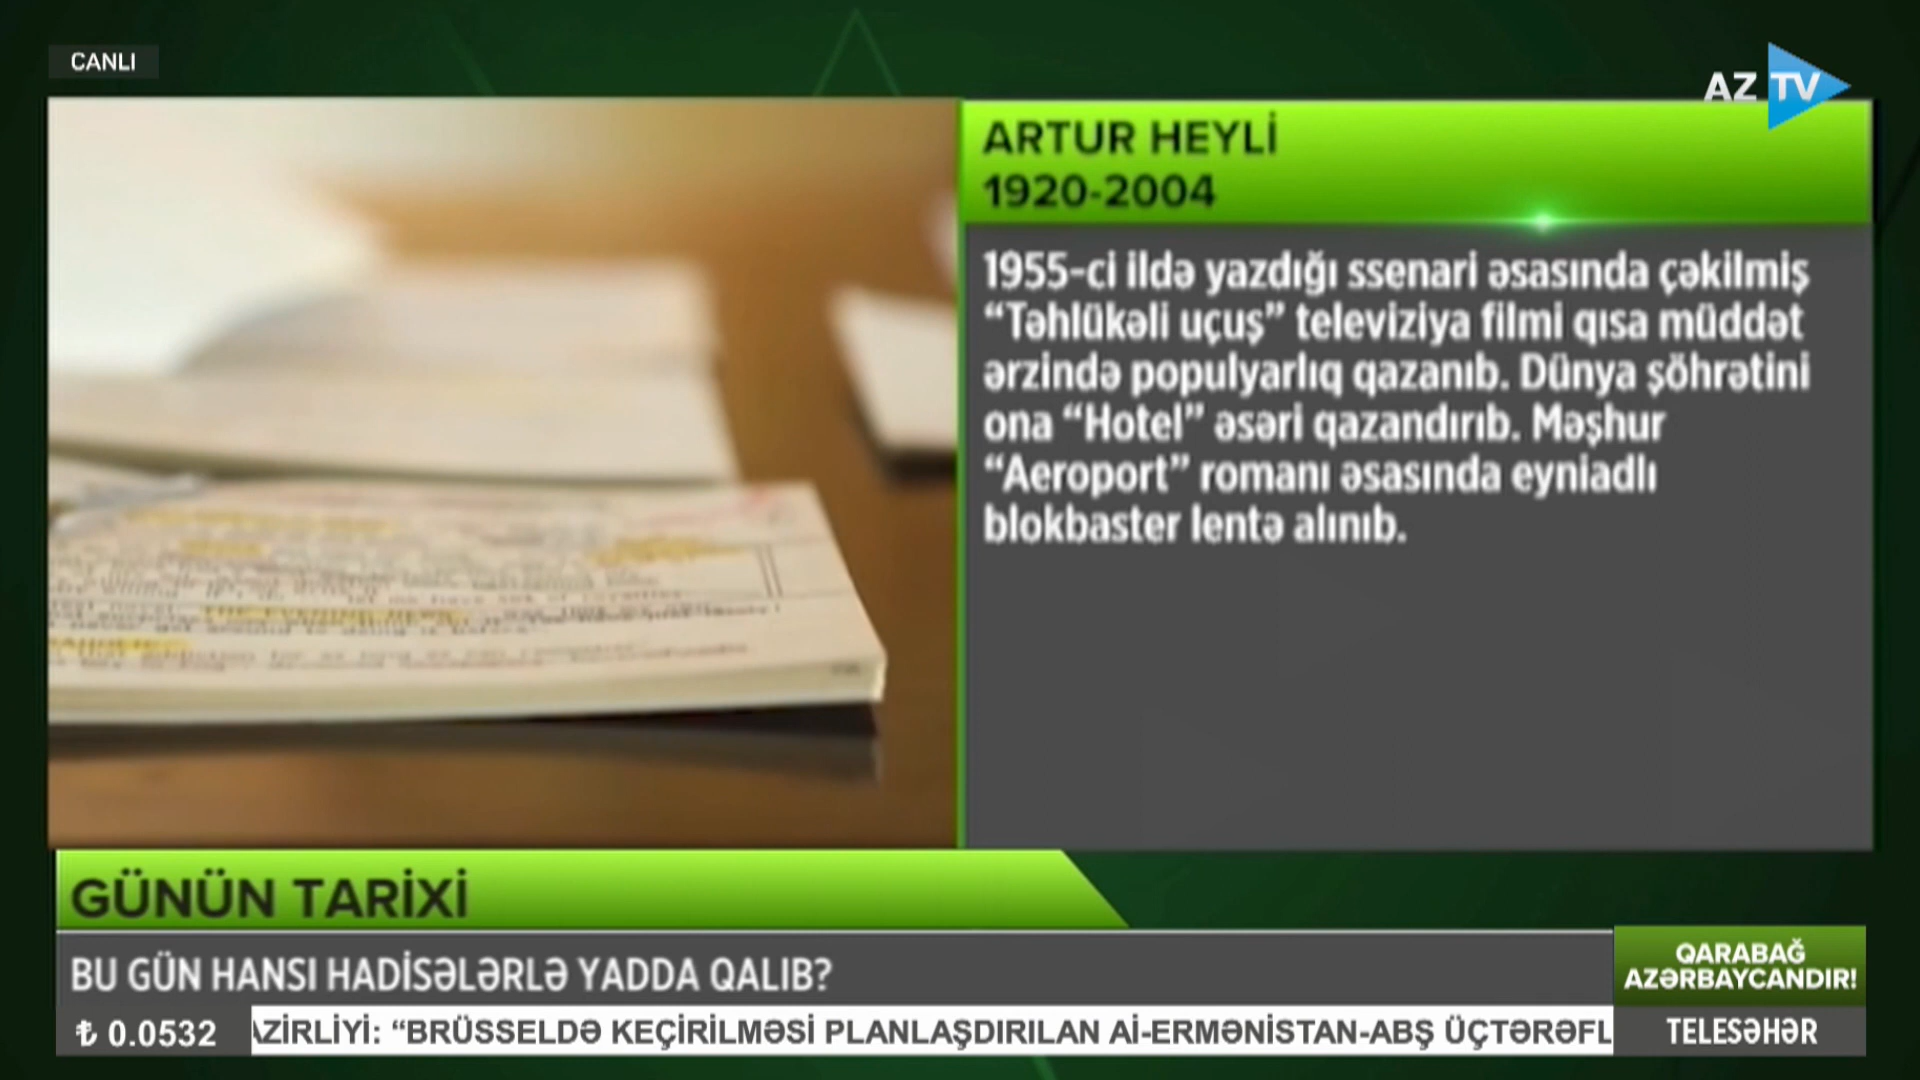 CANLI
AZ TV
ARTUR HEYLİ
1920-2004
1955-ci ildə yazdığı ssenari əsasında çəkilmiş
“Təhlükəli uçuş” televiziya filmi qısa müddət
ərzində populyarlıq qazanıb. Dünya şöhrətini
ona “Hotel” əsəri qazandırıb. Məşhur
“Aeroport” romanı əsasında eyniadlı
blokbaster lentə alınıb.
GÜNÜN TARİXİ
BU GÜN HANSI HADİSƏLƏRLƏ YADDA QALIB?
QARABAĞ
AZƏRBAYCANDIR!
₺ 0.0532
AZİRLİYİ: “BRÜSSELDƏ KEÇİRİLMƏSİ PLANLAŞDIRILAN Aİ-ERMƏNİSTAN-ABŞ ÜÇTƏRƏFL
TELESƏHƏR